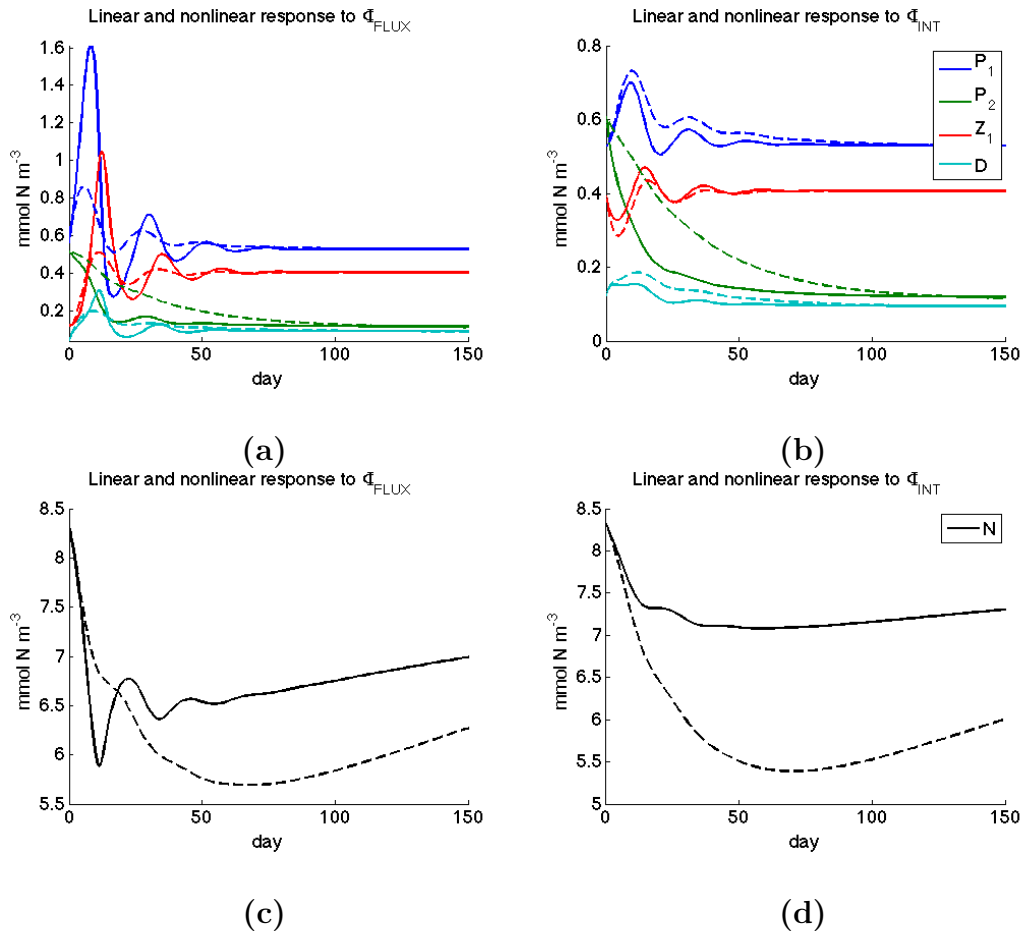 Linear and nonlinear response to Φ_FLUX
mmol N m⁻³
1.6
1.4
1.2
1
0.8
0.6
0.4
0.2
0 50 100 150
day
(a)
Linear and nonlinear response to Φ_INT
P₁
P₂
Z₁
D
mmol N m⁻³
0.8
0.6
0.4
0.2
0
0 50 100 150
day
(b)
Linear and nonlinear response to Φ_FLUX
mmol N m⁻³
8.5
8
7.5
7
6.5
6
5.5
0 50 100 150
day
(c)
Linear and nonlinear response to Φ_INT
N
mmol N m⁻³
8.5
8
7.5
7
6.5
6
5.5
5
0 50 100 150
day
(d)